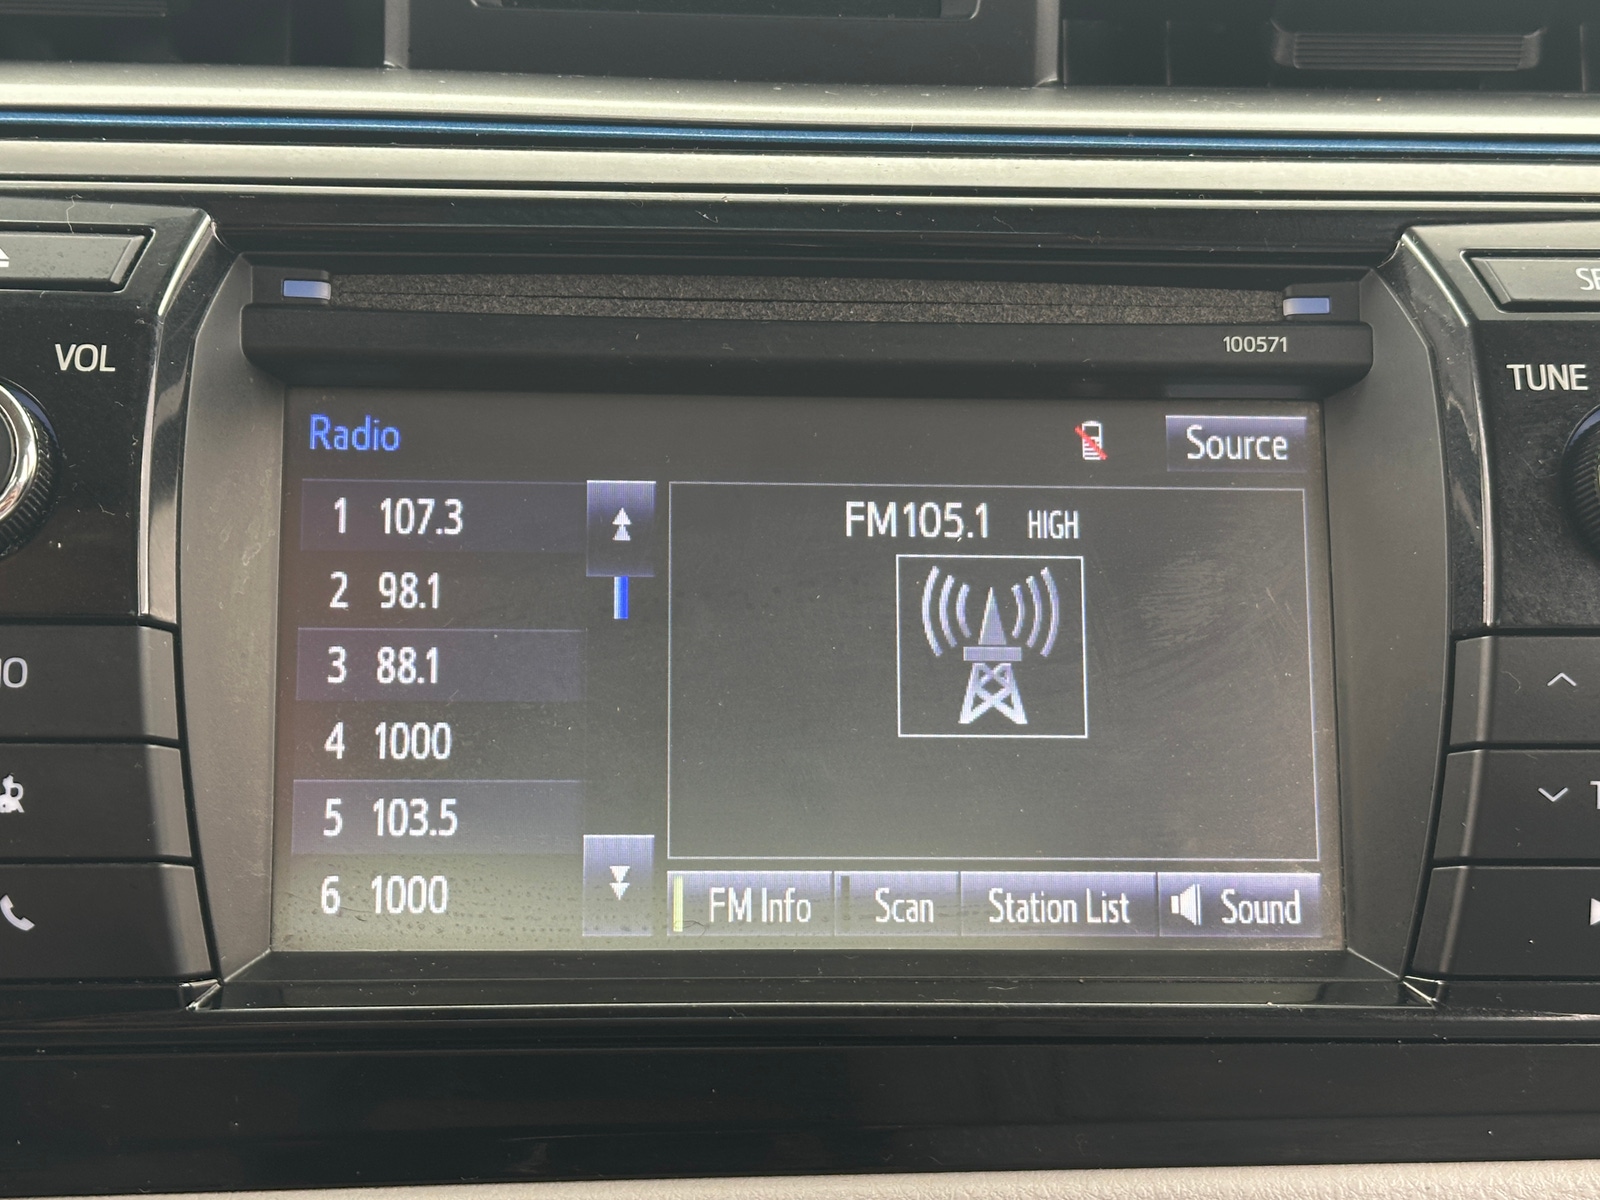 VOL
100571
TUNE
Radio
Source
1 107.3
2 98.1
3 88.1
4 1000
5 103.5
6 1000
FM105.1 HIGH
FM Info
Scan
Station List
Sound